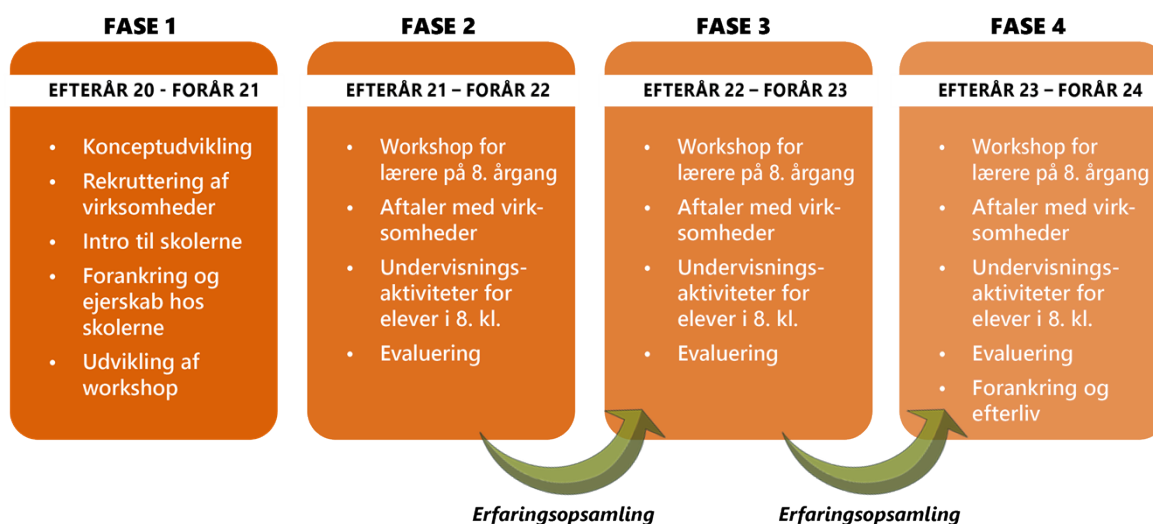 FASE 1
EFTERÅR 20 - FORÅR 21
• Konceptudvikling
• Rekruttering af
virksomheder
• Intro til skolerne
• Forankring og
ejerskab hos
skolerne
• Udvikling af
workshop
FASE 2
EFTERÅR 21 – FORÅR 22
• Workshop for
lærere på 8. årgang
• Aftaler med virk-
somheder
• Undervisnings-
aktiviteter for
elever i 8. kl.
• Evaluering
FASE 3
EFTERÅR 22 – FORÅR 23
• Workshop for
lærere på 8. årgang
• Aftaler med virk-
somheder
• Undervisnings-
aktiviteter for
elever i 8. kl.
• Evaluering
FASE 4
EFTERÅR 23 – FORÅR 24
• Workshop for
lærere på 8. årgang
• Aftaler med virk-
somheder
• Undervisnings-
aktiviteter for
elever i 8. kl.
• Evaluering
• Forankring og
efterliv
Erfaringsopsamling
Erfaringsopsamling